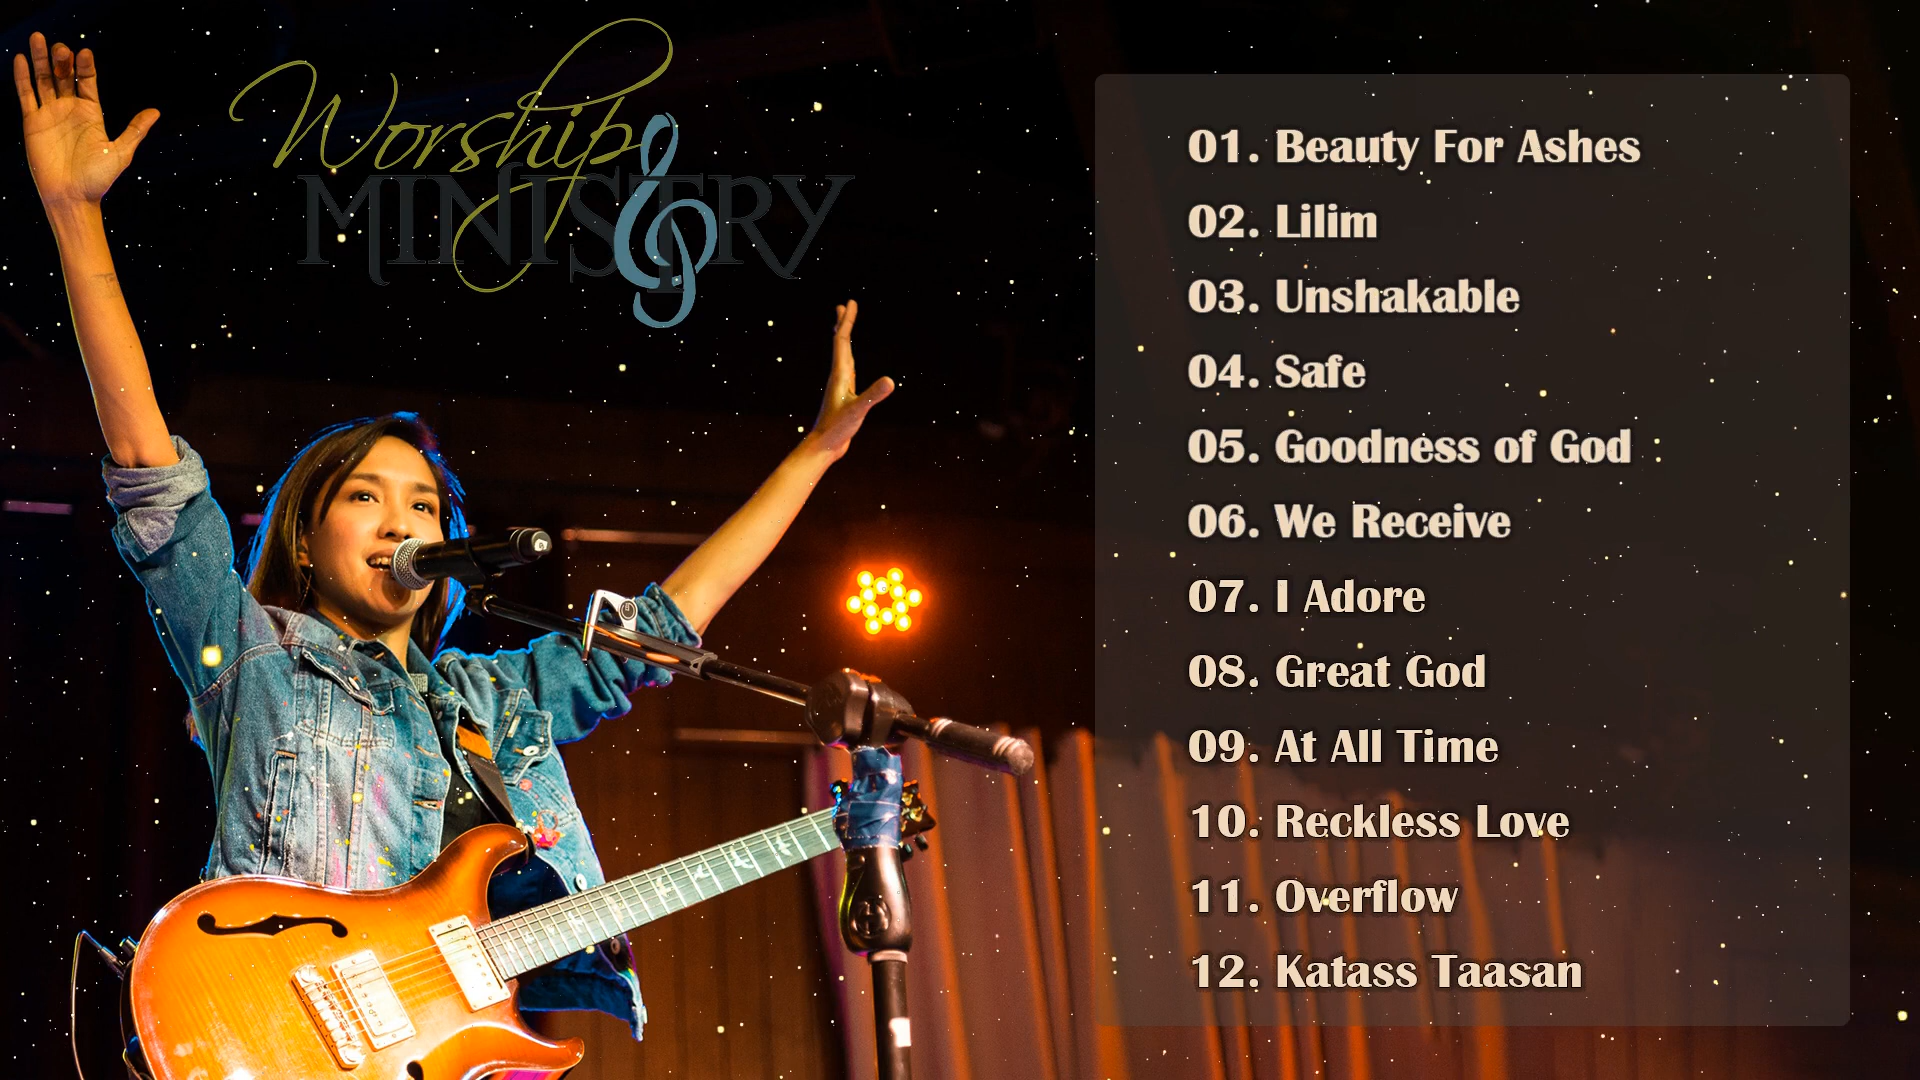 Worship
MINISTRY
01. Beauty For Ashes
02. Lilim
03. Unshakable
04. Safe
05. Goodness of God
06. We Receive
07. I Adore
08. Great God
09. At All Time
10. Reckless Love
11. Overflow
12. Katass Taasan